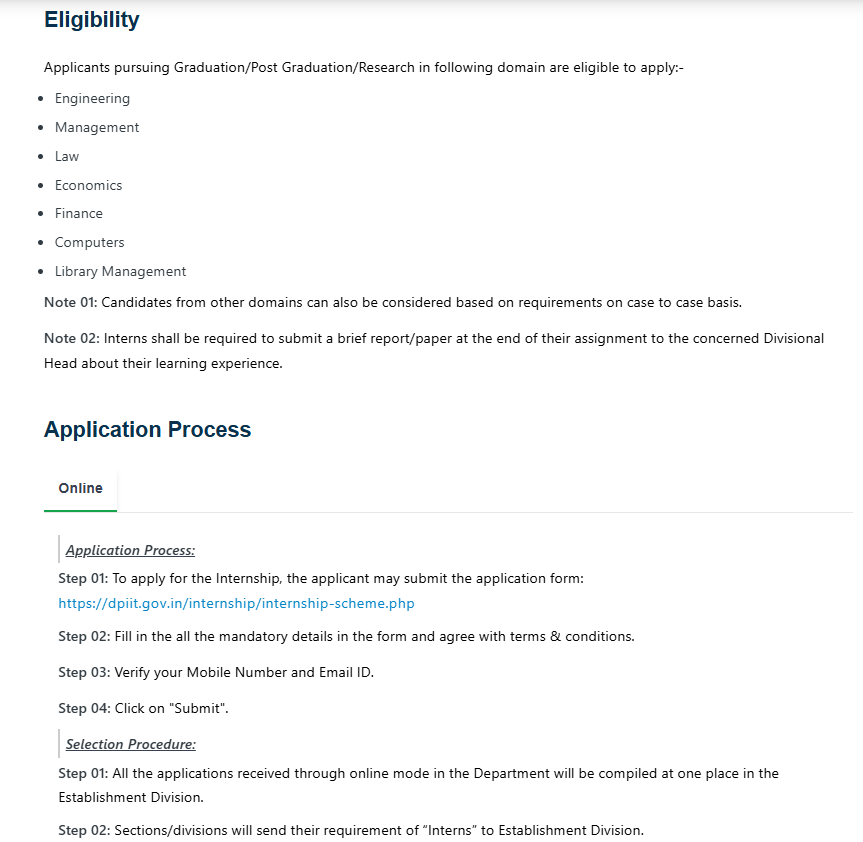 Eligibility
Applicants pursuing Graduation/Post Graduation/Research in following domain are eligible to apply:-
Engineering
Management
Law
Economics
Finance
Computers
Library Management
Note 01: Candidates from other domains can also be considered based on requirements on case to case basis.
Note 02: Interns shall be required to submit a brief report/paper at the end of their assignment to the concerned Divisional
Head about their learning experience.
Application Process
Online
Application Process:
Step 01: To apply for the Internship, the applicant may submit the application form:
https://dpiit.gov.in/internship/internship-scheme.php
Step 02: Fill in the all the mandatory details in the form and agree with terms & conditions.
Step 03: Verify your Mobile Number and Email ID.
Step 04: Click on "Submit".
Selection Procedure:
Step 01: All the applications received through online mode in the Department will be compiled at one place in the
Establishment Division.
Step 02: Sections/divisions will send their requirement of “Interns” to Establishment Division.